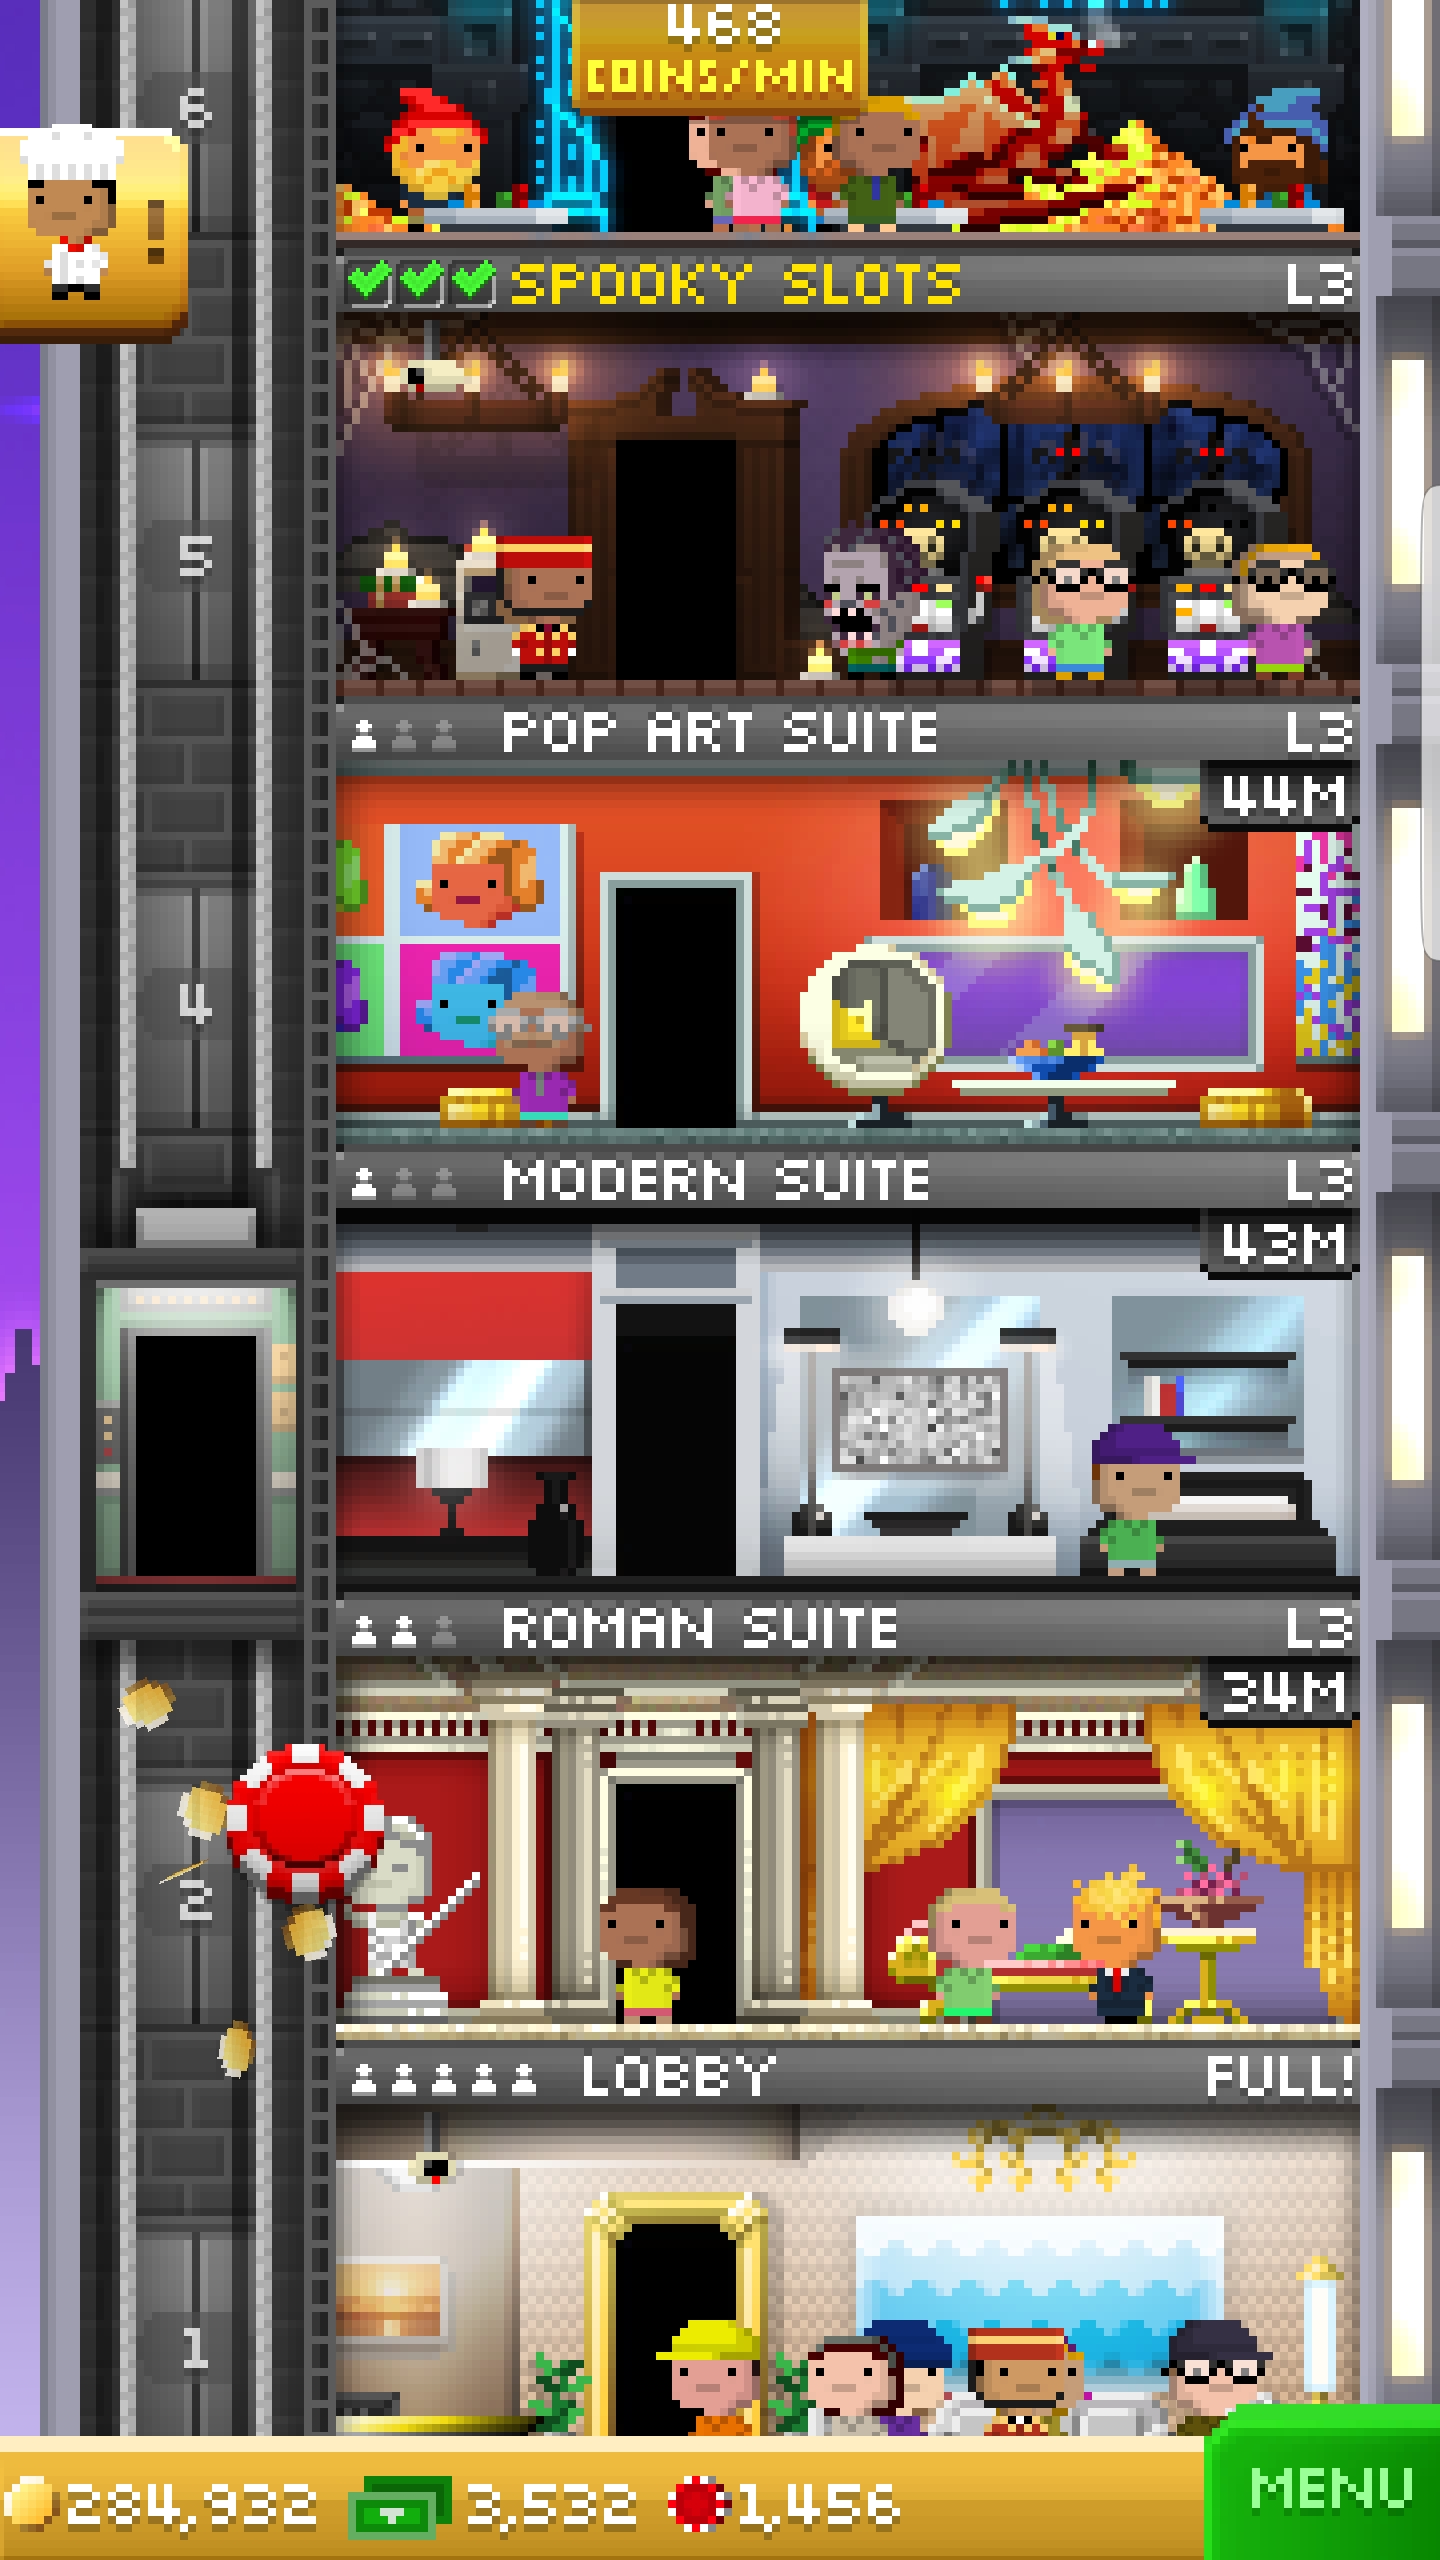 468
COINS/MIN
6
!
SPOOKY SLOTS L3
5
POP ART SUITE L3
44M
4
MODERN SUITE L3
43M
ROMAN SUITE L3
34M
2
LOBBY FULL!
1
284,932 3,532 1,456 MENU